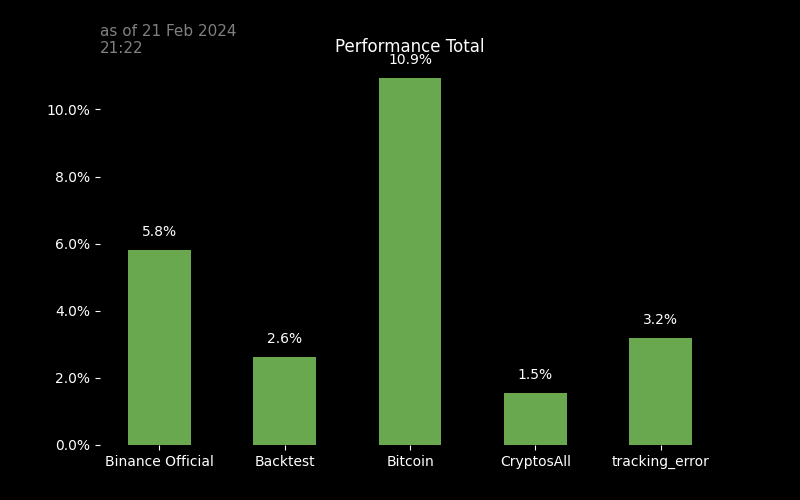 as of 21 Feb 2024
21:22
Performance Total
10.9%
10.0%
8.0%
6.0%
5.8%
4.0%
3.2%
2.6%
2.0%
1.5%
0.0%
Binance Official
Backtest
Bitcoin
CryptosAll
tracking_error